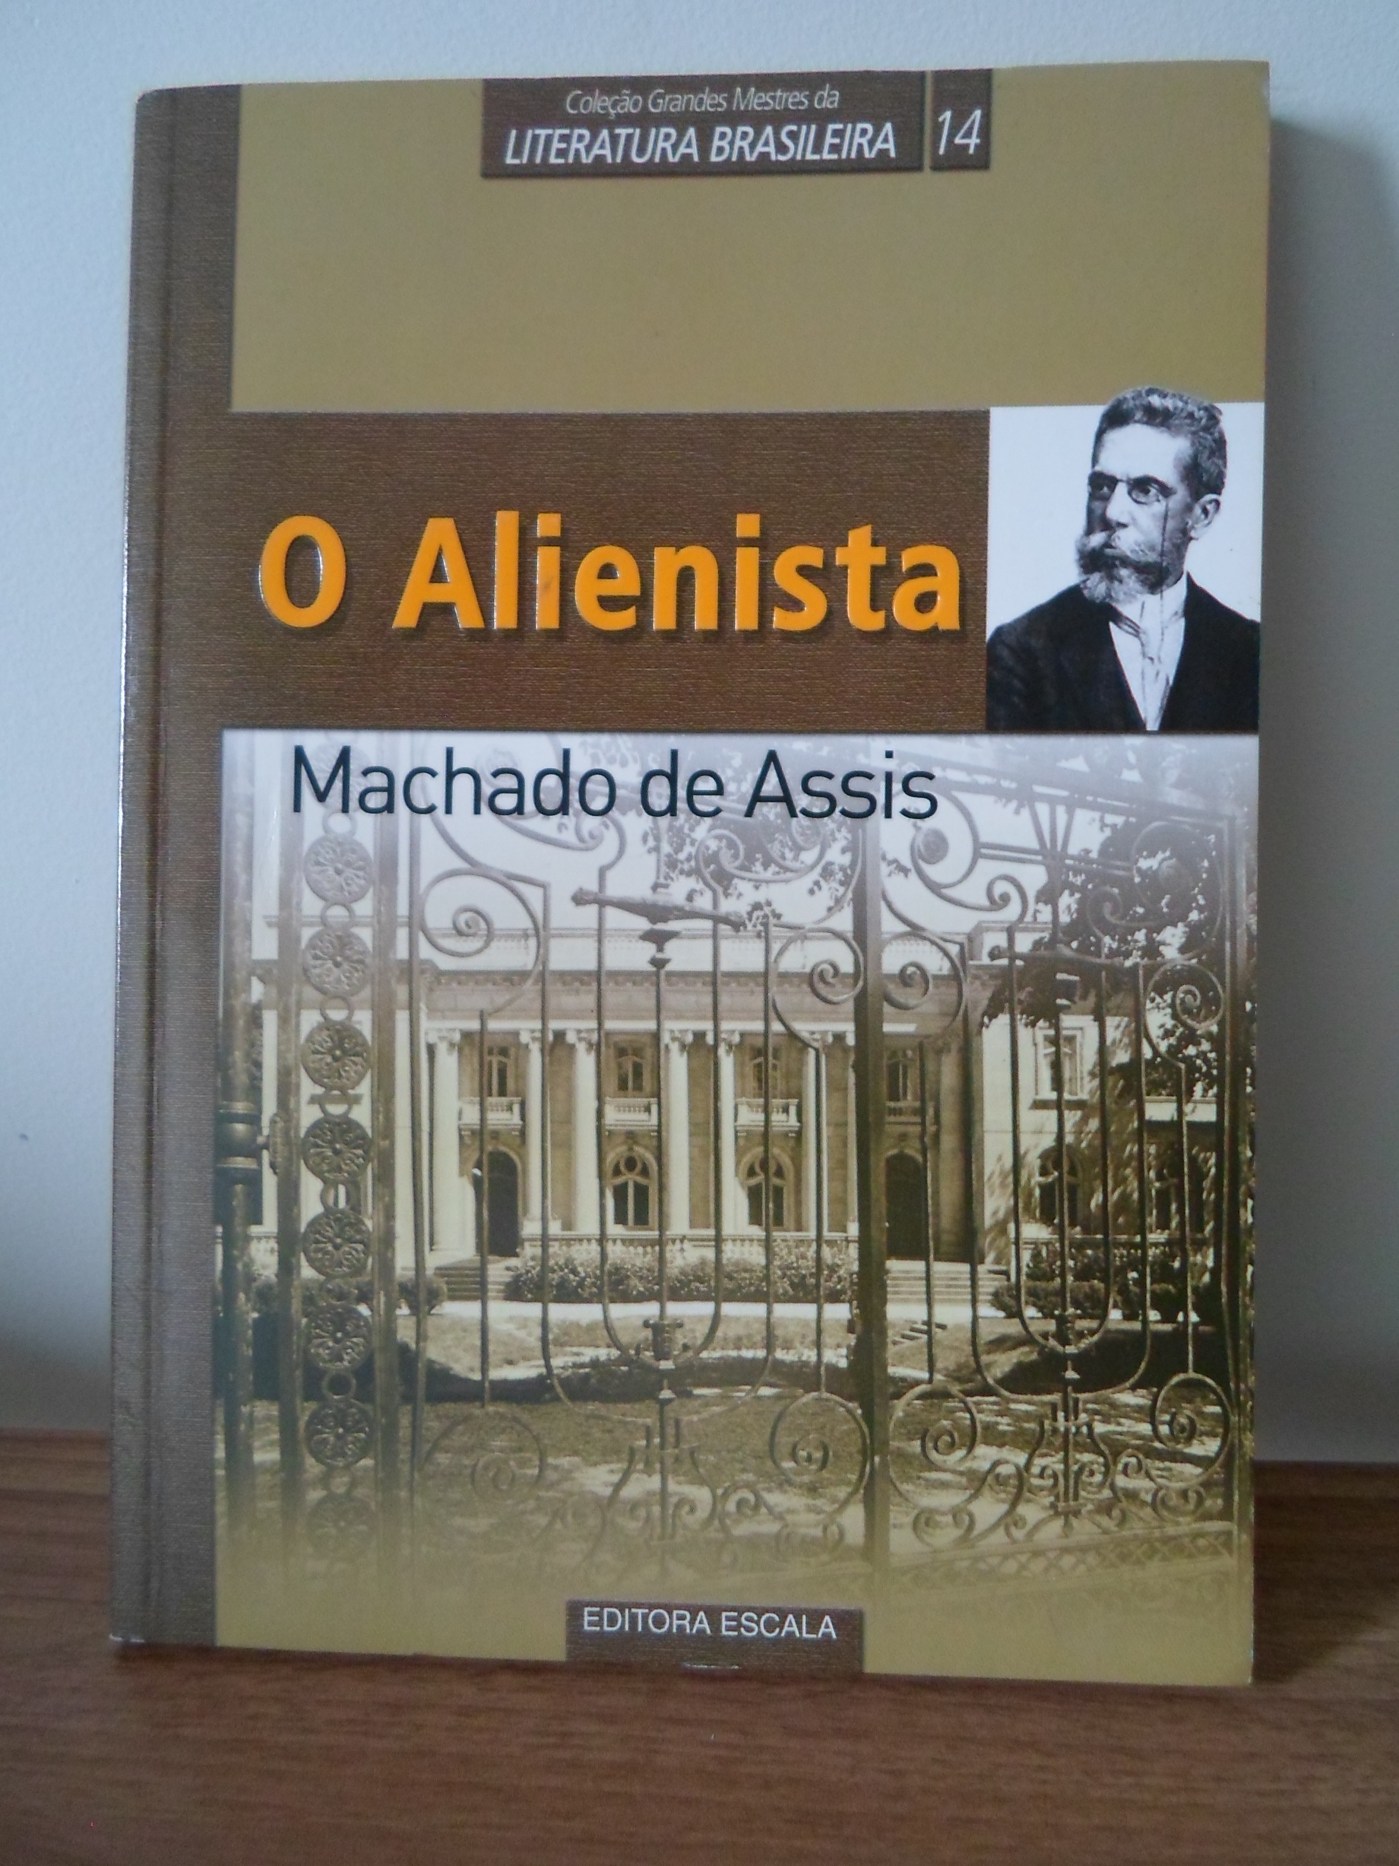 Coleção Grandes Mestres da
LITERATURA BRASILEIRA 14
O Alienista
Machado de Assis
EDITORA ESCALA